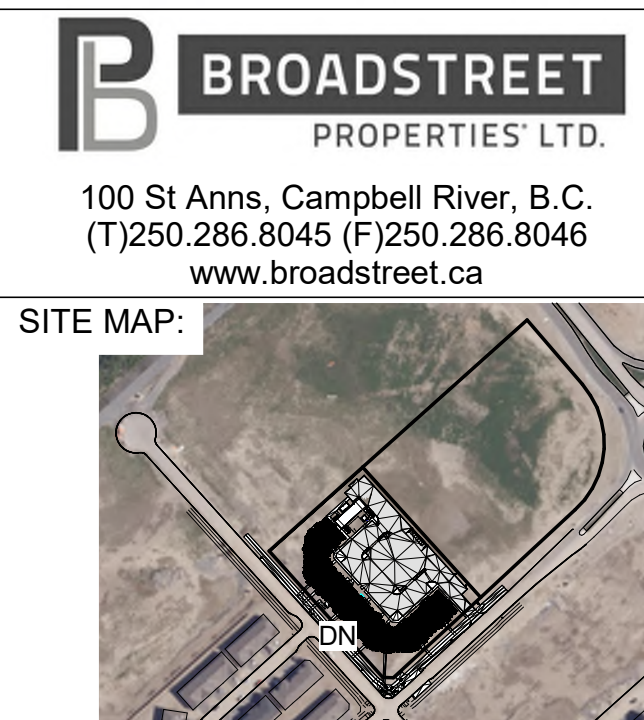 BROADSTREET
PROPERTIES® LTD.
100 St Anns, Campbell River, B.C.
(T)250.286.8045 (F)250.286.8046
www.broadstreet.ca
SITE MAP:
DN